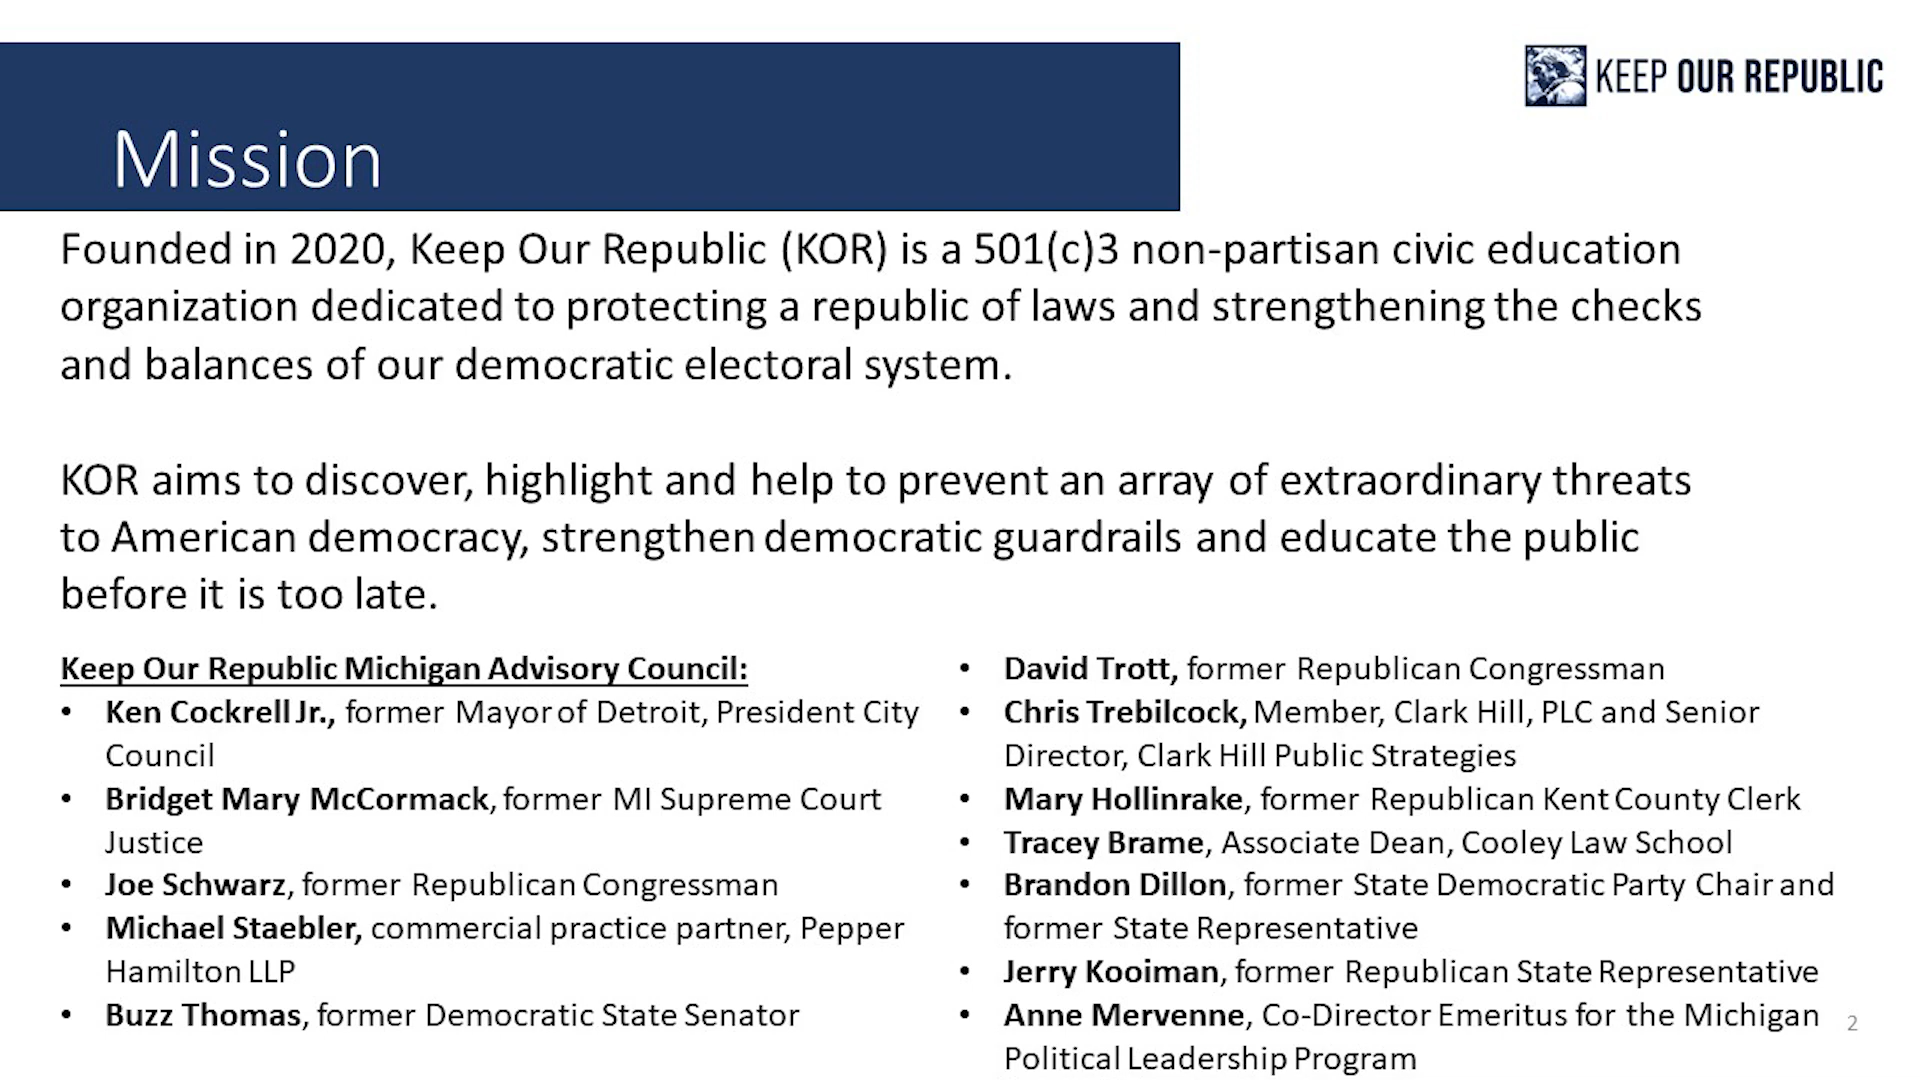 KEEP OUR REPUBLIC
Mission
Founded in 2020, Keep Our Republic (KOR) is a 501(c)3 non-partisan civic education
organization dedicated to protecting a republic of laws and strengthening the checks
and balances of our democratic electoral system.
KOR aims to discover, highlight and help to prevent an array of extraordinary threats
to American democracy, strengthen democratic guardrails and educate the public
before it is too late.
Keep Our Republic Michigan Advisory Council:
• Ken Cockrell Jr., former Mayor of Detroit, President City
Council
• Bridget Mary McCormack, former MI Supreme Court
Justice
• Joe Schwarz, former Republican Congressman
• Michael Staebler, commercial practice partner, Pepper
Hamilton LLP
• Buzz Thomas, former Democratic State Senator
• David Trott, former Republican Congressman
• Chris Trebilcock, Member, Clark Hill, PLC and Senior
Director, Clark Hill Public Strategies
• Mary Hollinrake, former Republican Kent County Clerk
• Tracey Brame, Associate Dean, Cooley Law School
• Brandon Dillon, former State Democratic Party Chair and
former State Representative
• Jerry Kooiman, former Republican State Representative
• Anne Mervenne, Co-Director Emeritus for the Michigan
Political Leadership Program
2